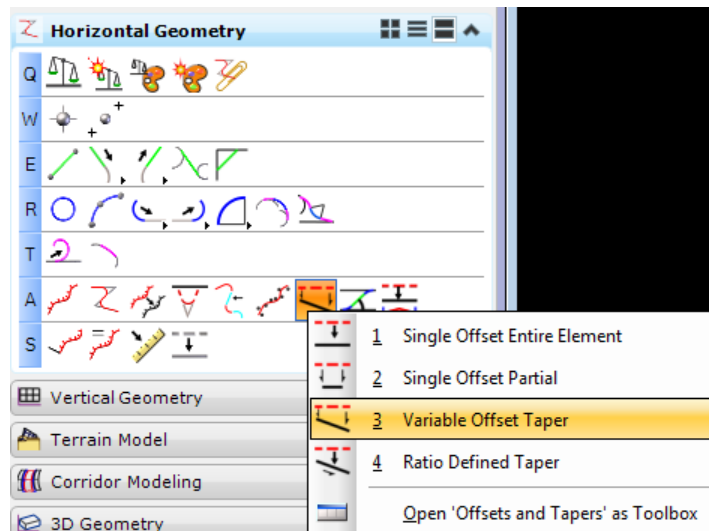 Horizontal Geometry
Q
W
E
R
T
A
S
1 Single Offset Entire Element
2 Single Offset Partial
3 Variable Offset Taper
4 Ratio Defined Taper
Open 'Offsets and Tapers' as Toolbox
Vertical Geometry
Terrain Model
Corridor Modeling
3D Geometry